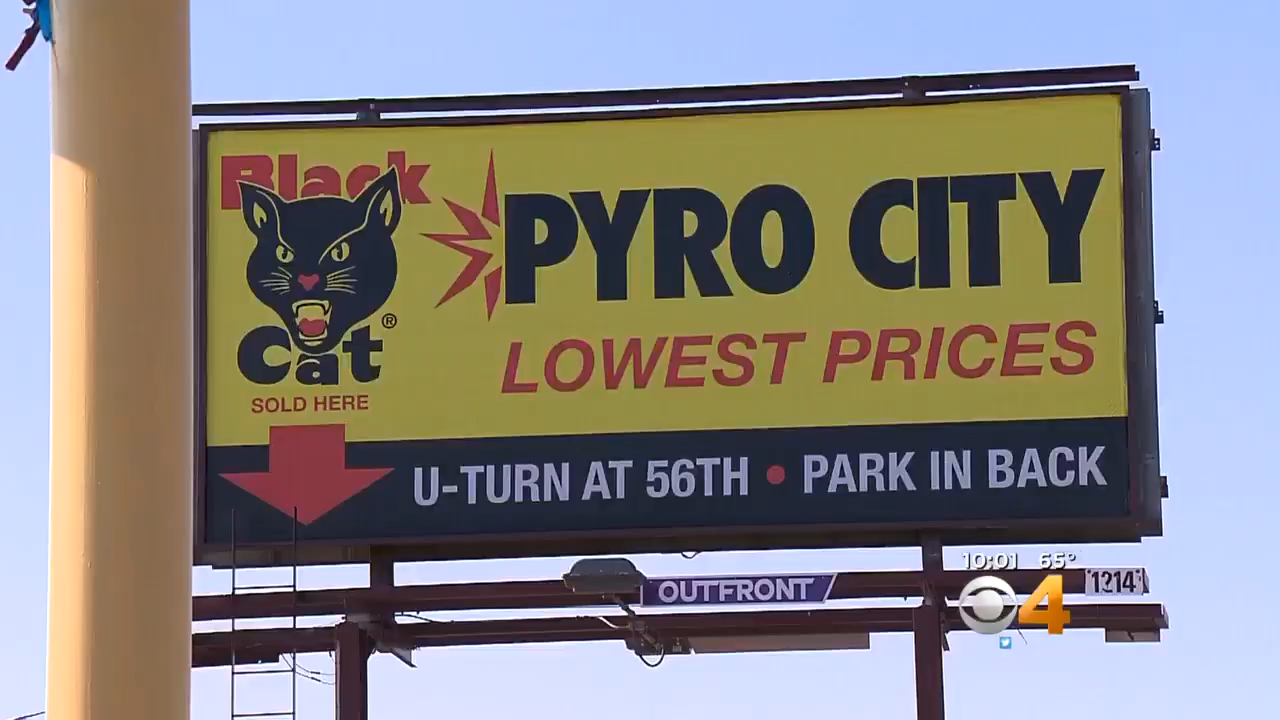 Black
Cat®
SOLD HERE
PYRO CITY
LOWEST PRICES
U-TURN AT 56TH • PARK IN BACK
OUTFRONT
1214
10:01 65°
4